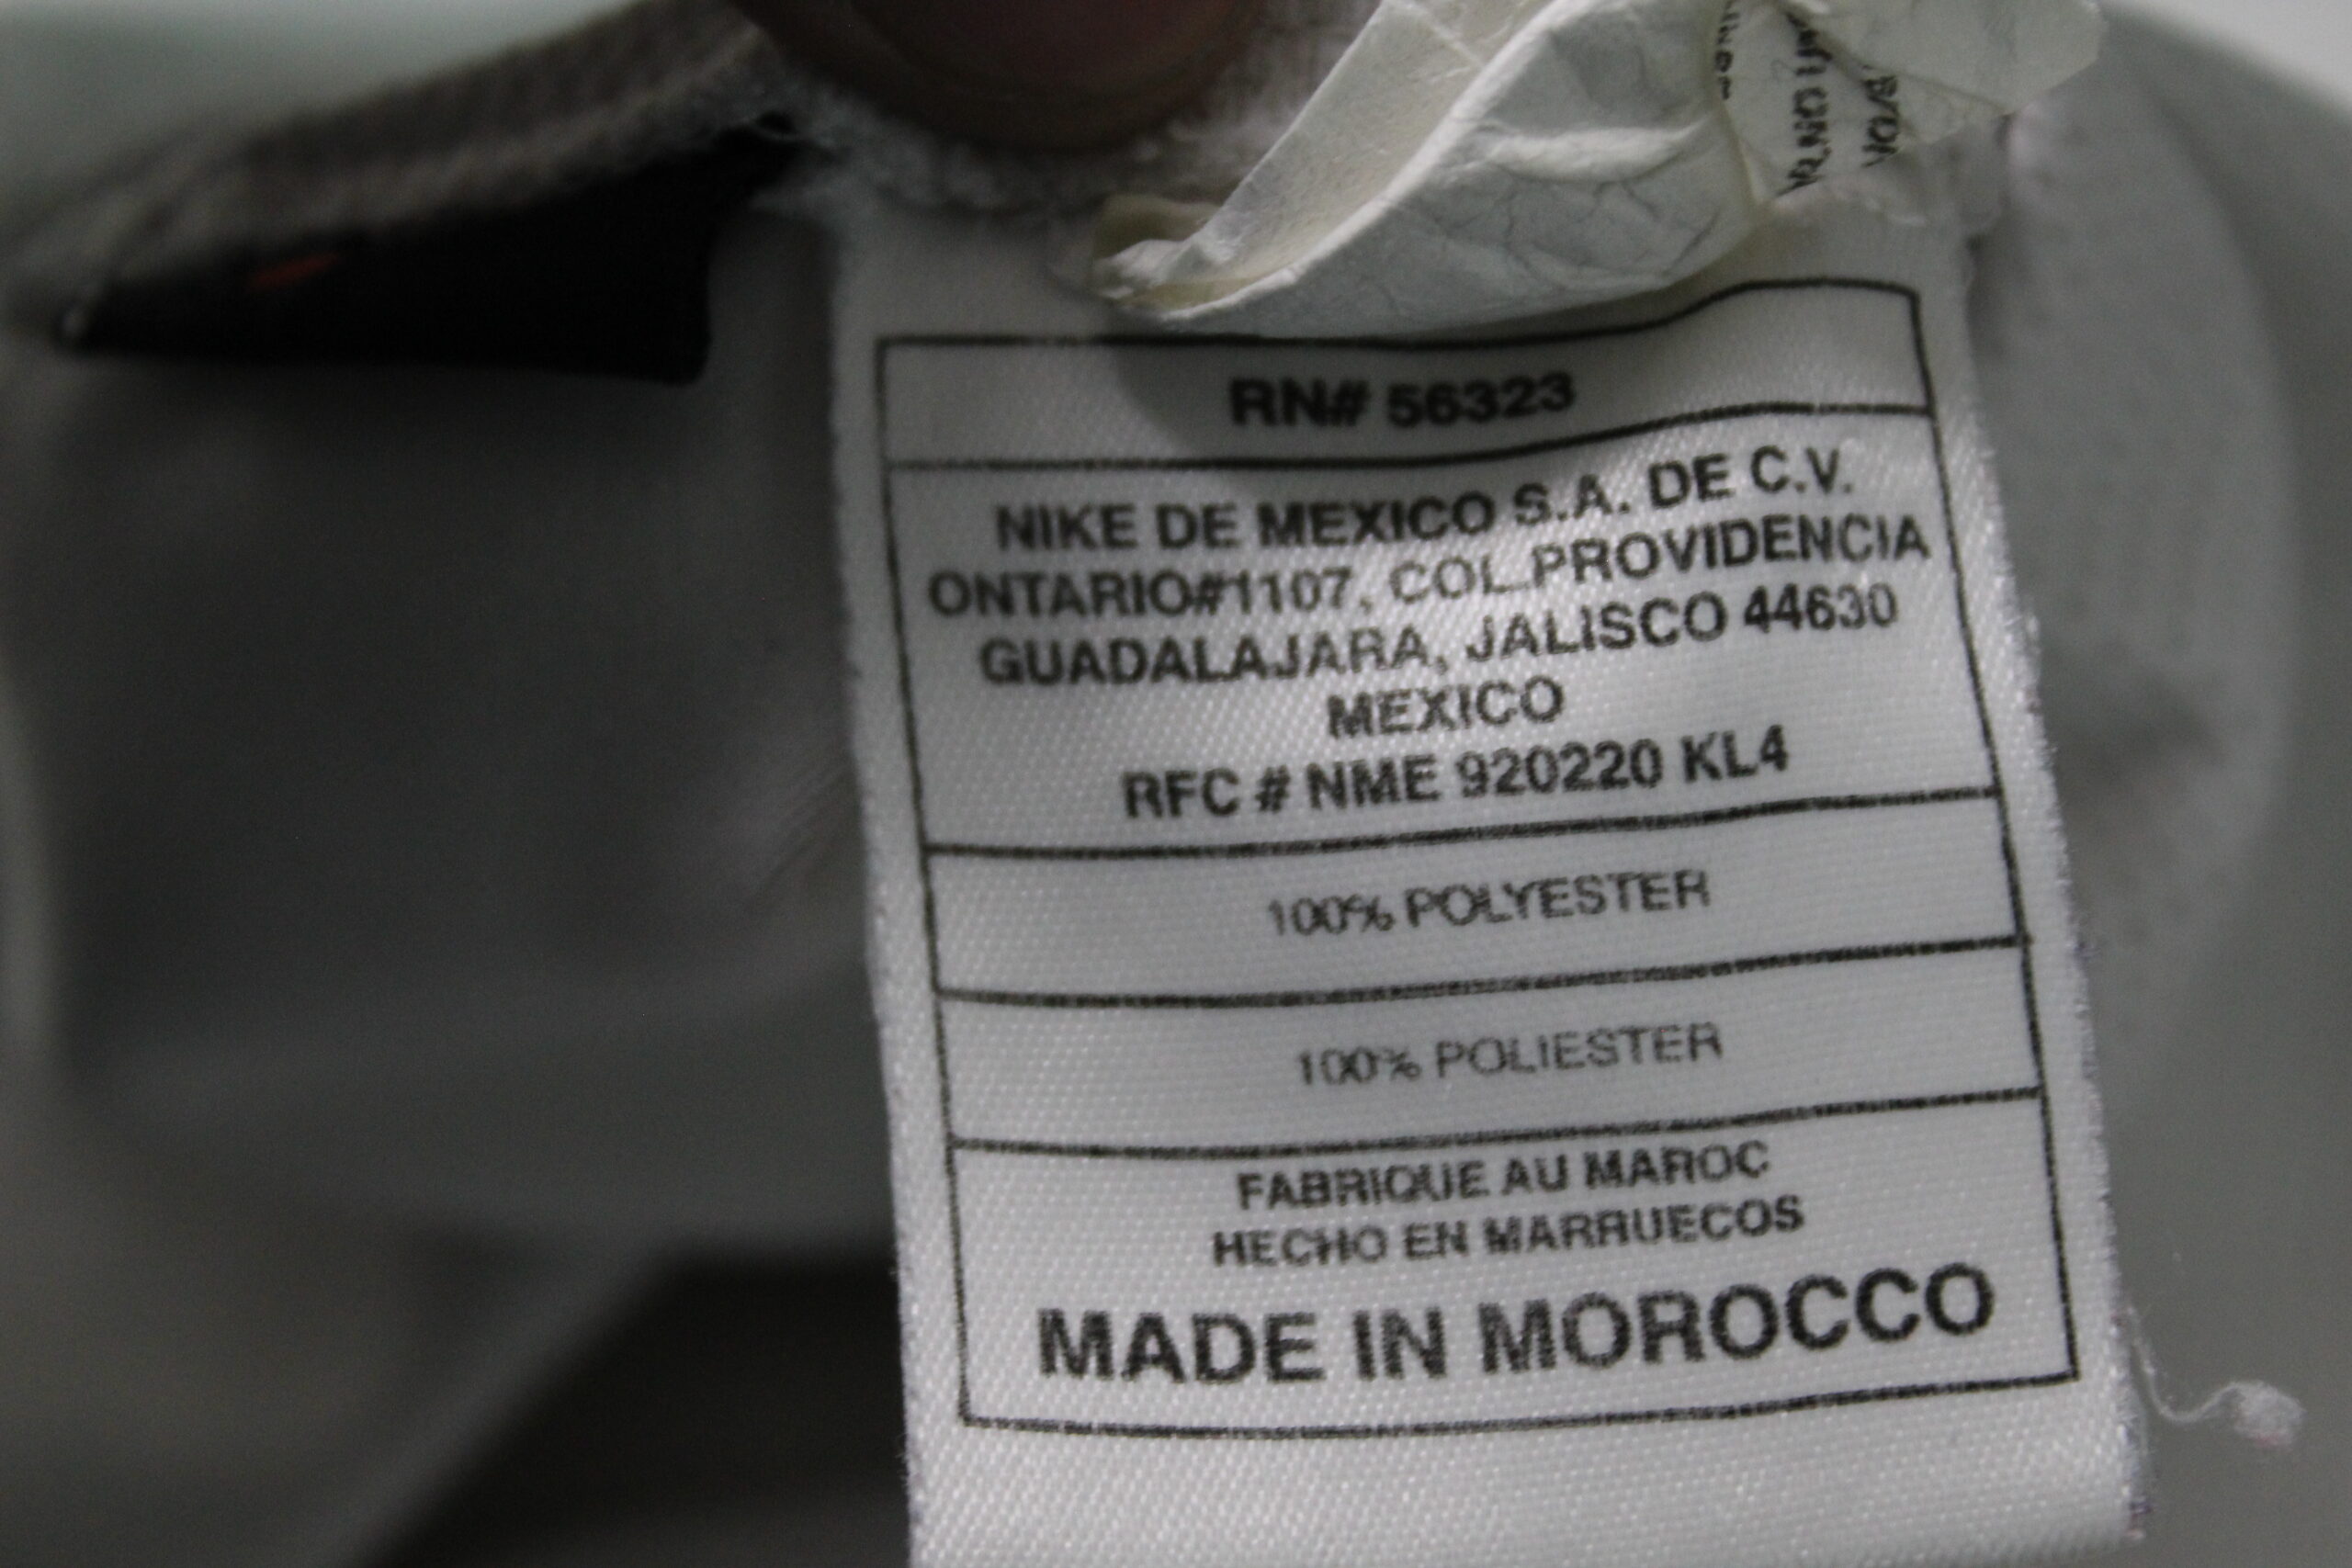 RN# 56323
NIKE DE MEXICO S.A. DE C.V.
ONTARIO#1107, COL.PROVIDENCIA
GUADALAJARA, JALISCO 44630
MEXICO
RFC # NME 920220 KL4
100% POLYESTER
100% POLIESTER
FABRIQUE AU MAROC
HECHO EN MARRUECOS
MADE IN MOROCCO